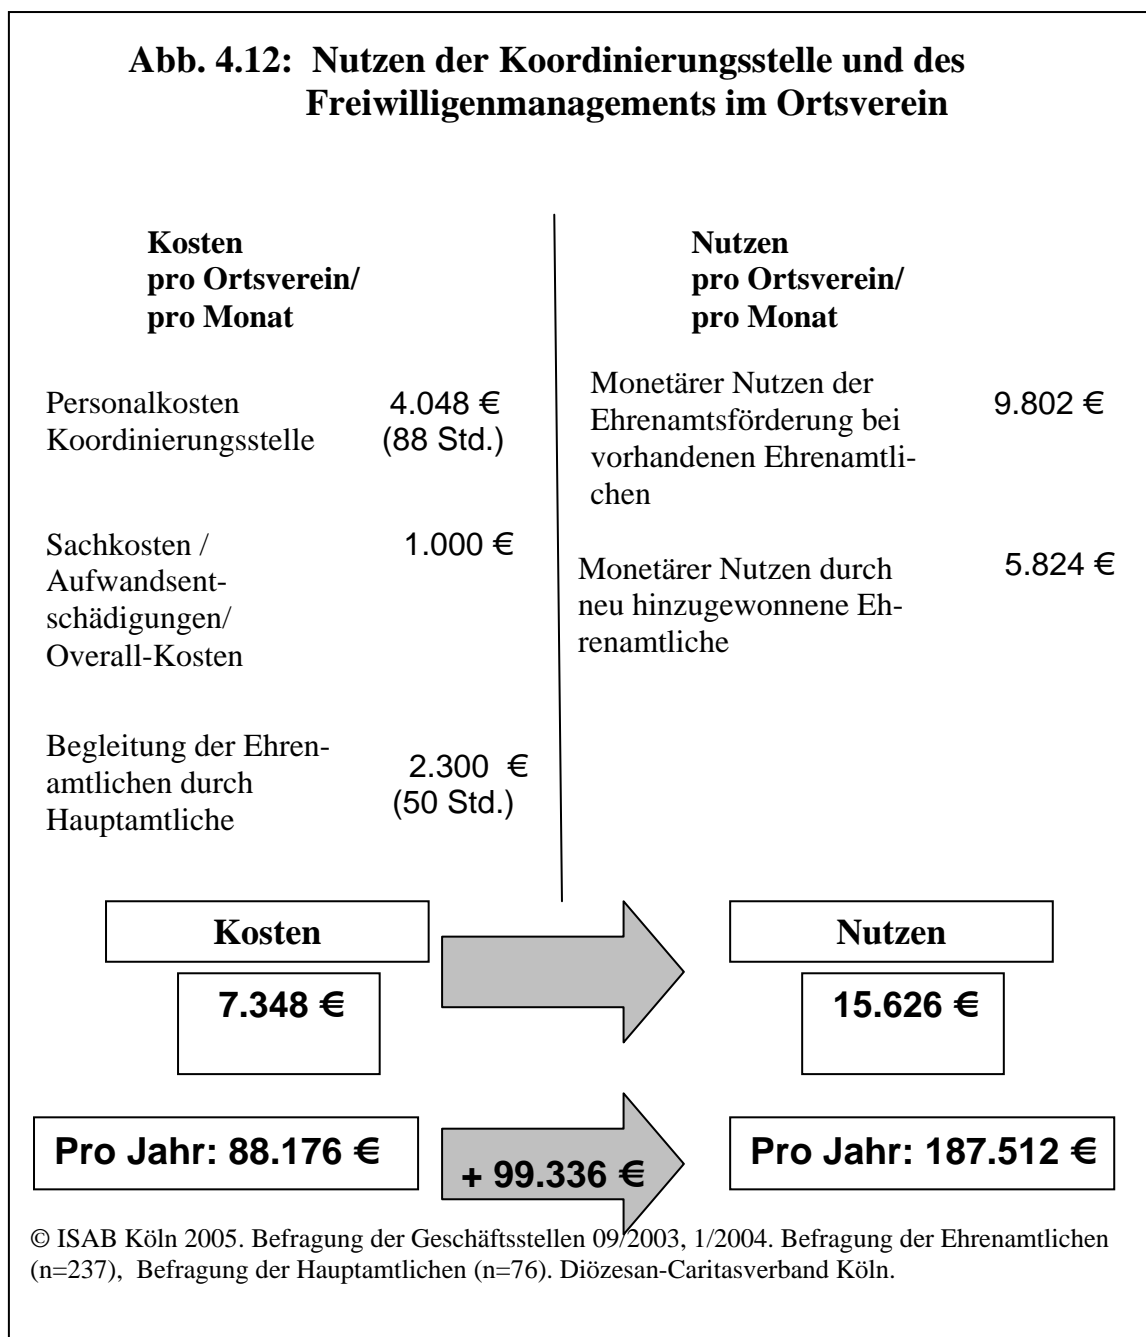 Abb. 4.12:  Nutzen der Koordinierungsstelle und des
Freiwilligenmanagements im Ortsverein
Kosten
pro Ortsverein/
pro Monat
Personalkosten 4.048 €
Koordinierungsstelle (88 Std.)
Sachkosten / 1.000 €
Aufwandsent-
schädigungen/
Overall-Kosten
Begleitung der Ehren-
amtlichen durch 2.300  €
Hauptamtliche (50 Std.)
Nutzen
pro Ortsverein/
pro Monat
Monetärer Nutzen der
Ehrenamtsförderung bei 9.802 €
vorhandenen Ehrenamtli-
chen
Monetärer Nutzen durch 5.824 €
neu hinzugewonnene Eh-
renamtliche
Kosten
7.348 €
Nutzen
15.626 €
Pro Jahr: 88.176 €
+ 99.336 €
Pro Jahr: 187.512 €
© ISAB Köln 2005. Befragung der Geschäftsstellen 09/2003, 1/2004. Befragung der Ehrenamtlichen
(n=237),  Befragung der Hauptamtlichen (n=76). Diözesan-Caritasverband Köln.